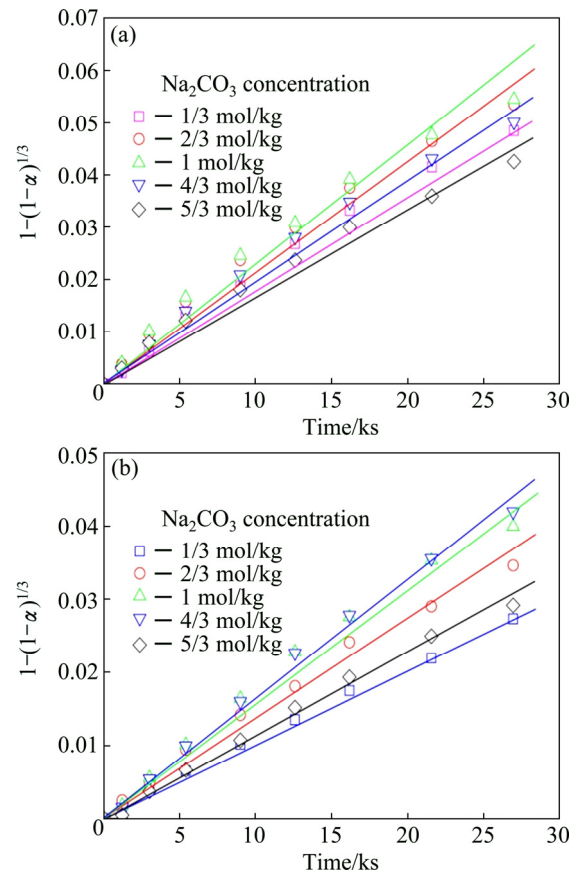 (a)
0.07
0.06
0.05
0.04
0.03
0.02
0.01
0
1−(1−α)^{1/3}
Na₂CO₃ concentration
1/3 mol/kg
2/3 mol/kg
1 mol/kg
4/3 mol/kg
5/3 mol/kg
5 10 15 20 25 30
Time/ks
(b)
0.05
0.04
0.03
0.02
0.01
0
1−(1−α)^{1/3}
Na₂CO₃ concentration
1/3 mol/kg
2/3 mol/kg
1 mol/kg
4/3 mol/kg
5/3 mol/kg
5 10 15 20 25 30
Time/ks